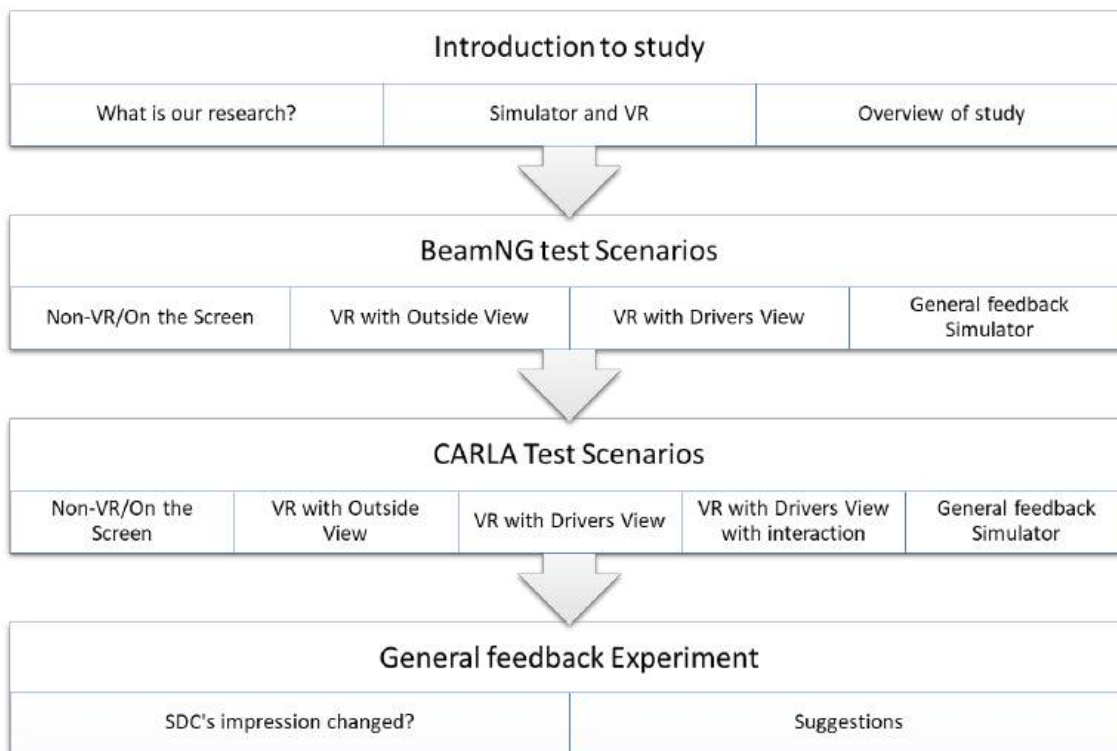 Introduction to study
What is our research?
Simulator and VR
Overview of study
BeamNG test Scenarios
Non-VR/On the Screen
VR with Outside View
VR with Drivers View
General feedback
Simulator
CARLA Test Scenarios
Non-VR/On the
Screen
VR with Outside
View
VR with Drivers View
VR with Drivers View
with interaction
General feedback
Simulator
General feedback Experiment
SDC's impression changed?
Suggestions